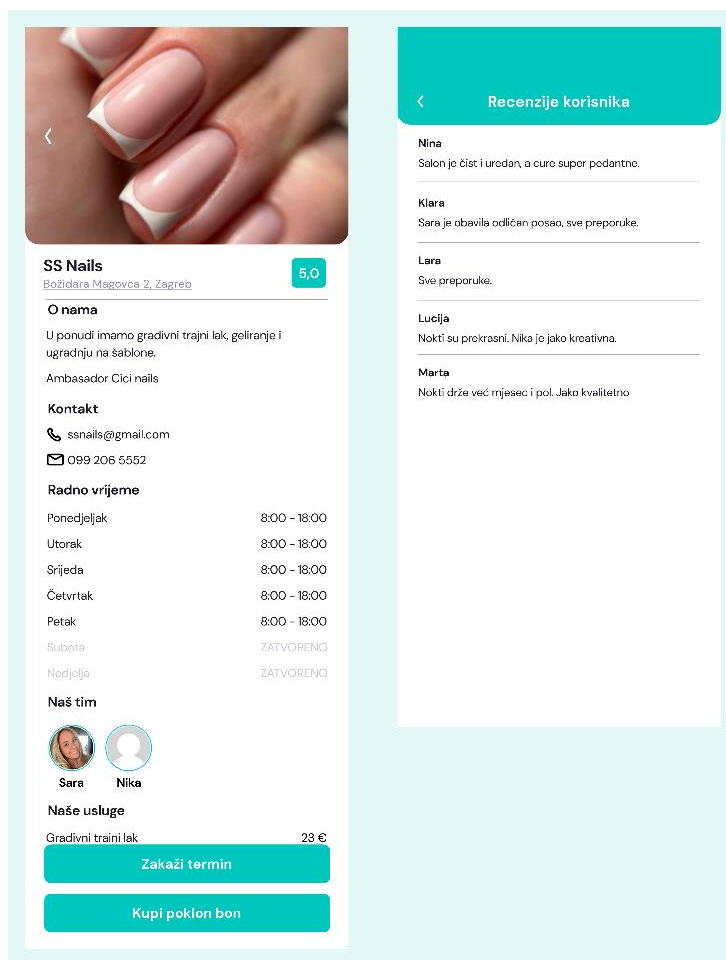 SS Nails
5,0
Božidara Magovca 2, Zagreb
O nama
U ponudi imamo gradivni trajni lak, geliranje i
ugradnju na šablone.
Ambasador Cici nails
Kontakt
ssnails@gmail.com
099 206 5552
Radno vrijeme
Ponedjeljak 8:00 - 18:00
Utorak 8:00 - 18:00
Srijeda 8:00 - 18:00
Četvrtak 8:00 - 18:00
Petak 8:00 - 18:00
Subota ZATVORENO
Nedjelja ZATVORENO
Naš tim
Sara Nika
Naše usluge
Gradivni trajni lak 23 €
Zakaži termin
Kupi poklon bon
Recenzije korisnika
Nina
Salon je čist i uredan, a cure super pedantne.
Klara
Sara je obavila odličan posao, sve preporuke.
Lara
Sve preporuke.
Lucija
Nokti su prekrasni. Nika je jako kreativna.
Marta
Nokti drže već mjesec i pol. Jako kvalitetno